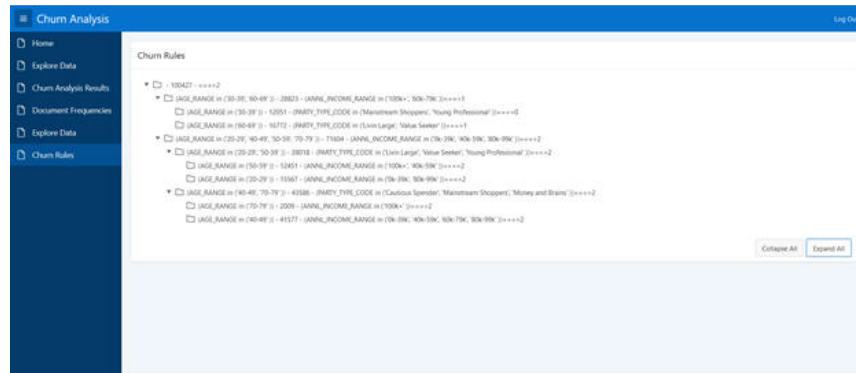 Churn Analysis
Log Ou
Home
Explore Data
Churn Analysis Results
Document Frequencies
Explore Data
Churn Rules
Churn Rules
- 100427 - ====2
(AGE_RANGE in ('30-39', '60-69' )) - 28823 - (ANNL_INCOME_RANGE in ('100k+', '60k-79k' ))====1
(AGE_RANGE in ('30-39' )) - 12051 - (PARTY_TYPE_CODE in ('Mainstream Shoppers', 'Young Professional' ))====0
(AGE_RANGE in ('60-69' )) - 16772 - (PARTY_TYPE_CODE in ('Livin Large', 'Value Seeker' ))====1
(AGE_RANGE in ('20-29', '40-49', '50-59', '70-79' )) - 71604 - (ANNL_INCOME_RANGE in ('0k-39k', '40k-59k', '80k-99k' ))====2
(AGE_RANGE in ('20-29', '50-59' )) - 28018 - (PARTY_TYPE_CODE in ('Livin Large', 'Value Seeker', 'Young Professional' ))====2
(AGE_RANGE in ('50-59' )) - 12451 - (ANNL_INCOME_RANGE in ('100k+', '40k-59k' ))====2
(AGE_RANGE in ('20-29' )) - 15567 - (ANNL_INCOME_RANGE in ('0k-39k', '80k-99k' ))====2
(AGE_RANGE in ('40-49', '70-79' )) - 43586 - (PARTY_TYPE_CODE in ('Cautious Spender', 'Mainstream Shoppers', 'Money and Brains' ))====2
(AGE_RANGE in ('70-79' )) - 2009 - (ANNL_INCOME_RANGE in ('100k+' ))====2
(AGE_RANGE in ('40-49' )) - 41577 - (ANNL_INCOME_RANGE in ('0k-39k', '40k-59k', '60k-79k', '80k-99k' ))====2
Collapse All
Expand All